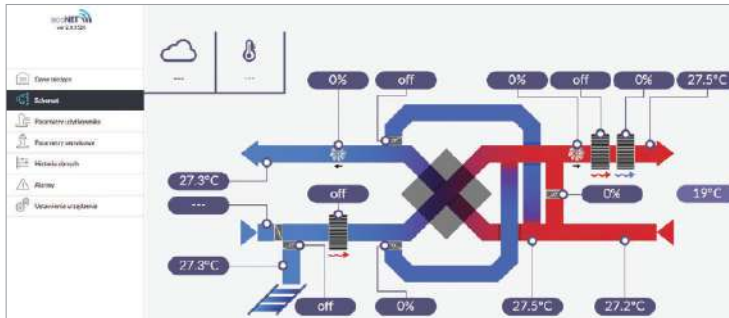 econET
Dane bieżące
Schemat
Parametry użytkownika
Parametry serwisowe
Historia danych
Alarmy
Ustawienia urządzenia
---
---
0%
off
0%
off
0%
27.5°C
27.3°C
---
off
0%
19°C
27.3°C
off
0%
27.5°C
27.2°C